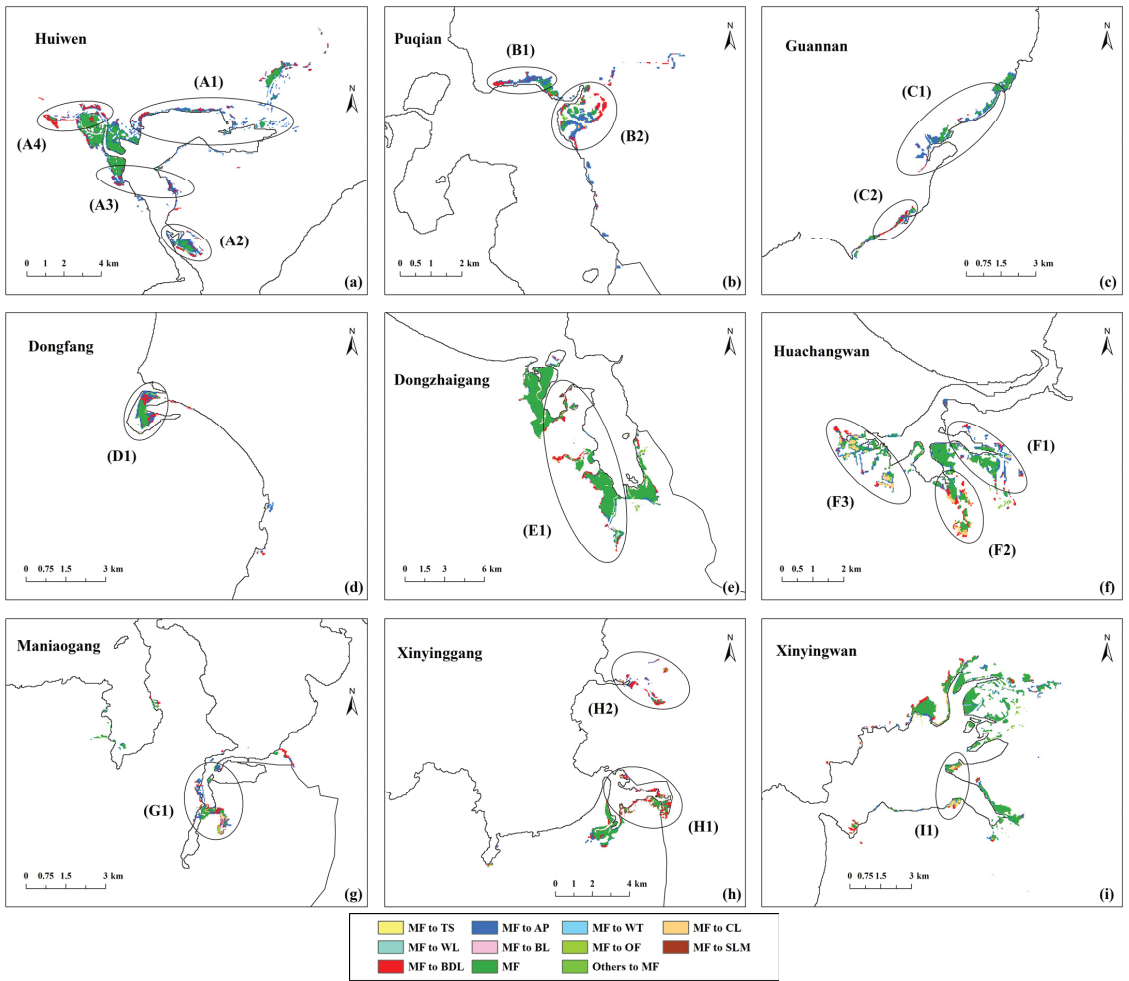 Huiwen
N
(A1)
(A4)
(A3)
(A2)
0 1 2 4 km
(a)
Puqian
N
(B1)
(B2)
0 0.5 1 2 km
(b)
Guannan
N
(C1)
(C2)
0 0.75 1.5 3 km
(c)
Dongfang
N
(D1)
0 0.75 1.5 3 km
(d)
Dongzhaigang
N
(E1)
0 1.5 3 6 km
(e)
Huachangwan
N
(F1)
(F3)
(F2)
0 0.5 1 2 km
(f)
Maniaogang
N
(G1)
0 0.75 1.5 3 km
(g)
Xinyinggang
N
(H2)
(H1)
0 1 2 4 km
(h)
Xinyingwan
N
(I1)
0 0.75 1.5 3 km
(i)
MF to TS MF to AP MF to WT MF to CL
MF to WL MF to BL MF to OF MF to SLM
MF to BDL MF Others to MF